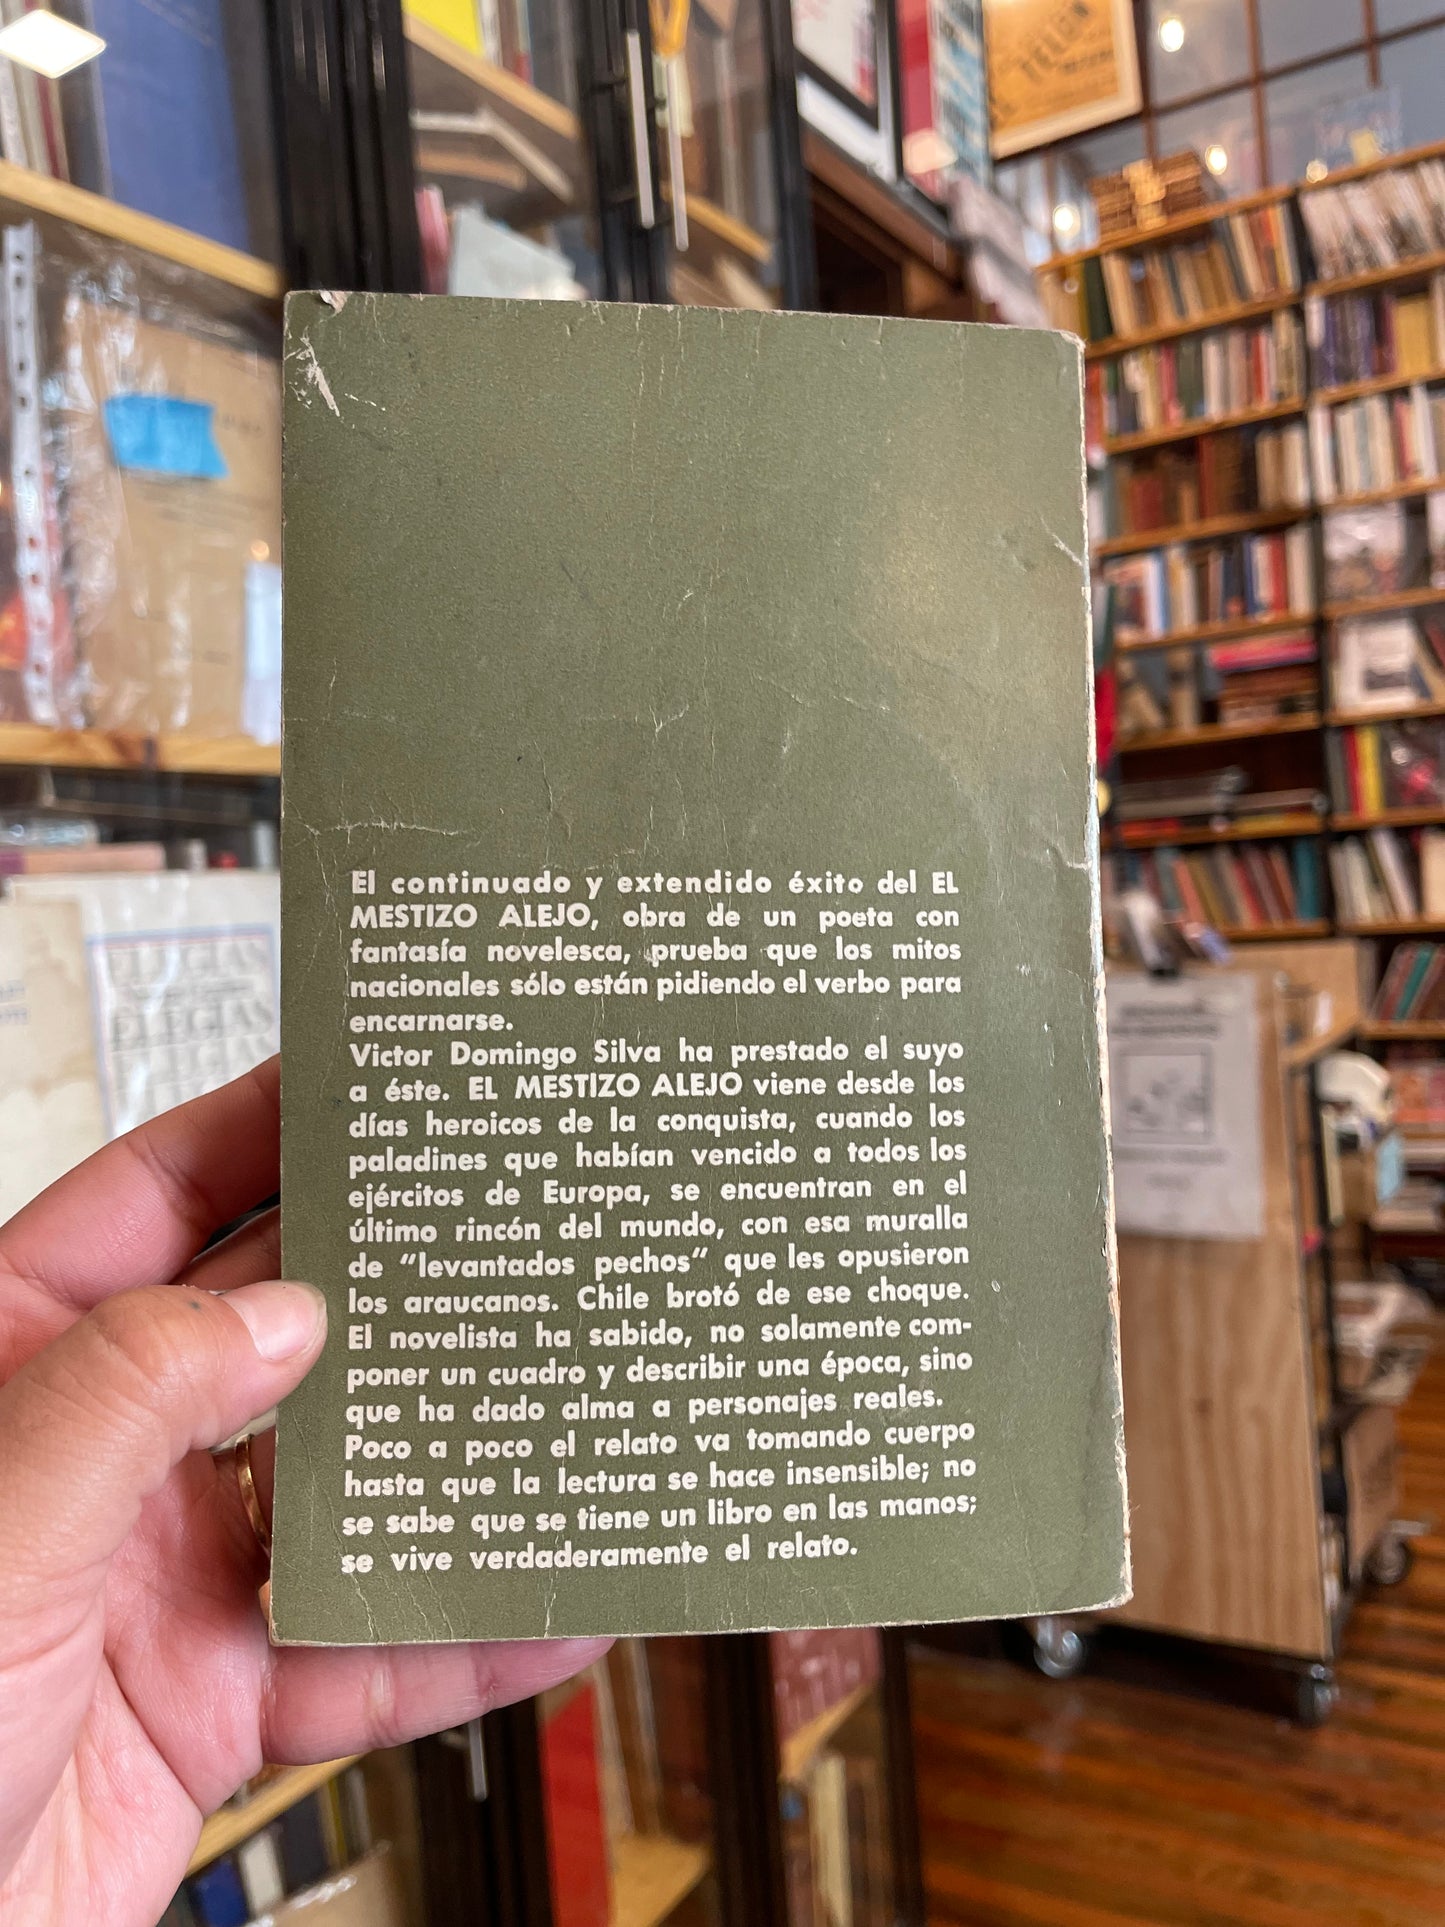 TELÓN
ELEGÍAS
El continuado y extendido éxito del EL
MESTIZO ALEJO, obra de un poeta con
fantasía novelesca, prueba que los mitos
nacionales sólo están pidiendo el verbo para
encarnarse.
Victor Domingo Silva ha prestado el suyo
a éste. EL MESTIZO ALEJO viene desde los
días heroicos de la conquista, cuando los
paladines que habían vencido a todos los
ejércitos de Europa, se encuentran en el
último rincón del mundo, con esa muralla
de "levantados pechos" que les opusieron
los araucanos. Chile brotó de ese choque.
El novelista ha sabido, no solamente com-
poner un cuadro y describir una época, sino
que ha dado alma a personajes reales.
Poco a poco el relato va tomando cuerpo
hasta que la lectura se hace insensible; no
se sabe que se tiene un libro en las manos;
se vive verdaderamente el relato.